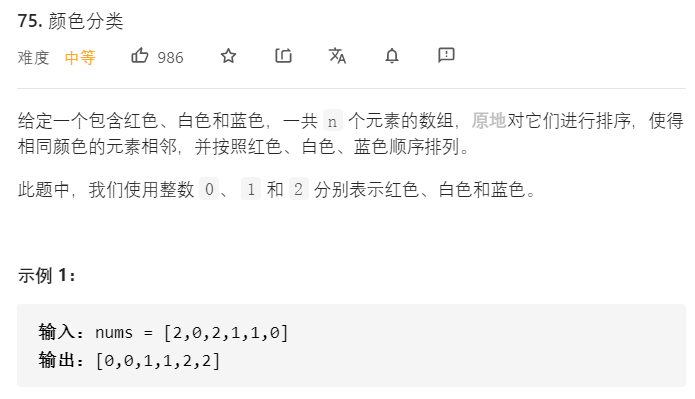 75. 颜色分类
难度 中等 986
给定一个包含红色、白色和蓝色，一共 n 个元素的数组，原地对它们进行排序，使得
相同颜色的元素相邻，并按照红色、白色、蓝色顺序排列。
此题中，我们使用整数 0、 1 和 2 分别表示红色、白色和蓝色。
示例 1：
输入：nums = [2,0,2,1,1,0]
输出：[0,0,1,1,2,2]